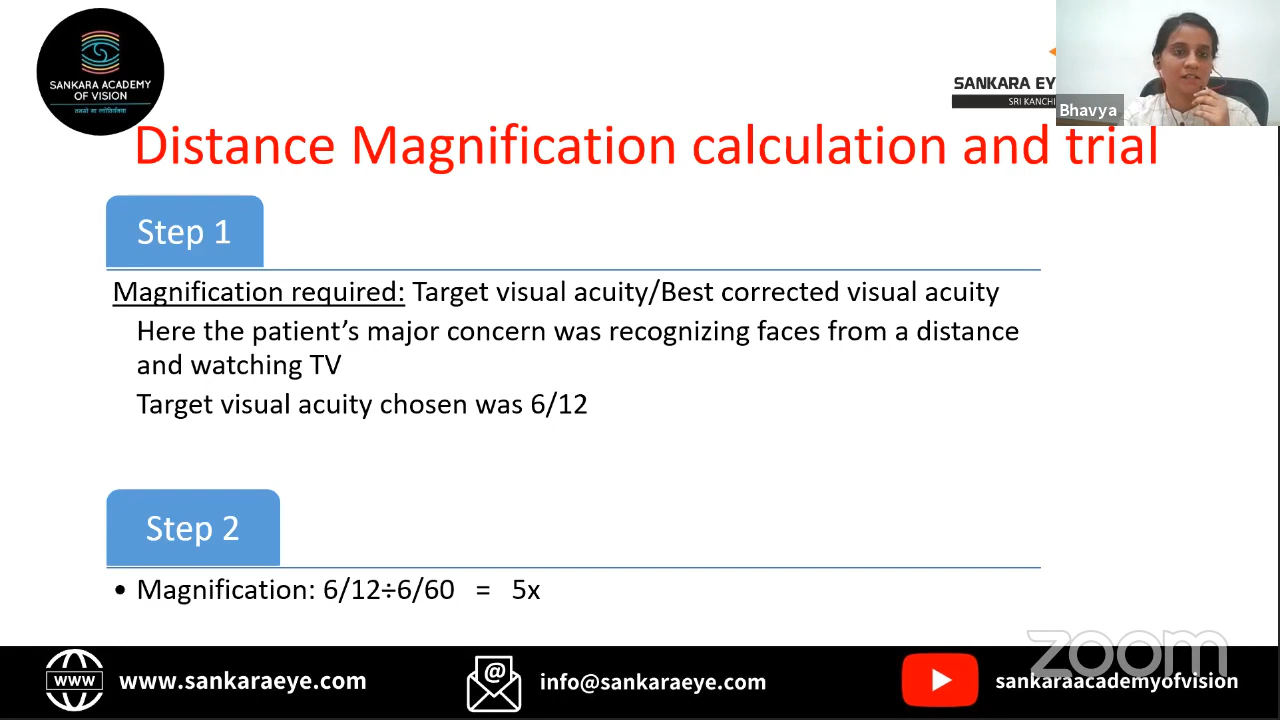 SANKARA ACADEMY
OF VISION
SANKARA EY
SRI KANCHI
Bhavya
Distance Magnification calculation and trial
Step 1
Magnification required: Target visual acuity/Best corrected visual acuity
Here the patient’s major concern was recognizing faces from a distance
and watching TV
Target visual acuity chosen was 6/12
Step 2
• Magnification: 6/12÷6/60 = 5x
zoom
www
www.sankaraeye.com
@
info@sankaraeye.com
sankaraacademyofvision